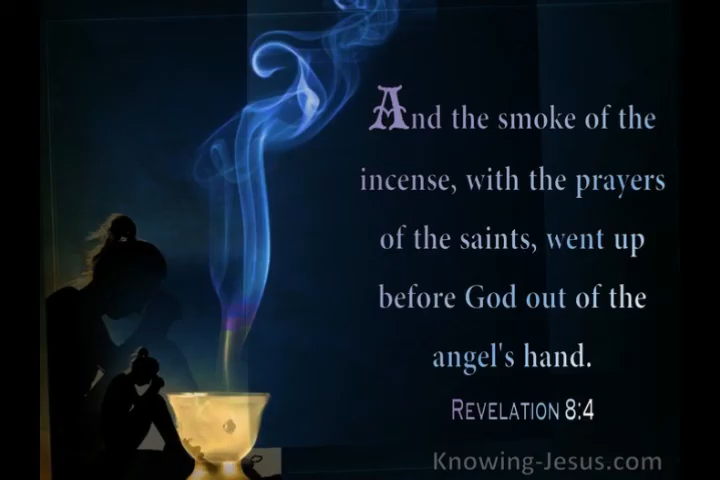 And the smoke of the
incense, with the prayers
of the saints, went up
before God out of the
angel's hand.
Revelation 8:4
Knowing-Jesus.com